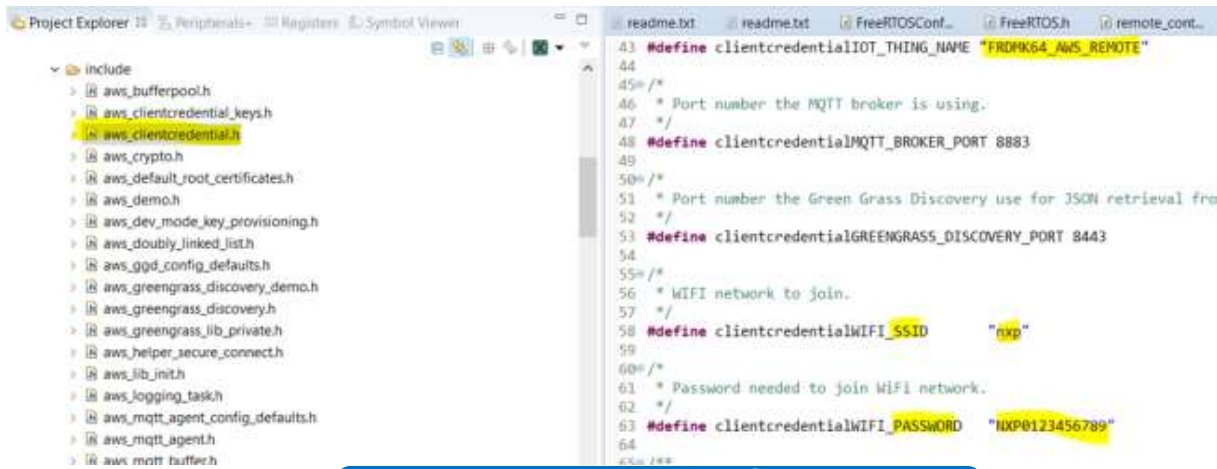 Project Explorer Peripherals+ Registers Symbol Viewer
include
aws_bufferpool.h
aws_clientcredential_keys.h
aws_clientcredential.h
aws_crypto.h
aws_default_root_certificates.h
aws_demo.h
aws_dev_mode_key_provisioning.h
aws_doubly_linked_list.h
aws_ggd_config_defaults.h
aws_greengrass_discovery_demo.h
aws_greengrass_discovery.h
aws_greengrass_lib_private.h
aws_helper_secure_connect.h
aws_lib_init.h
aws_logging_task.h
aws_mqtt_agent_config_defaults.h
aws_mqtt_agent.h
aws_mqtt_buffer.h
readme.txt readme.txt FreeRTOSConf... FreeRTOS.h remote_cont...
43 #define clientcredentialIOT_THING_NAME "FRDMK64_AWS_REMOTE"
44
45 /*
46 * Port number the MQTT broker is using.
47 */
48 #define clientcredentialMQTT_BROKER_PORT 8883
49
50 /*
51 * Port number the Green Grass Discovery use for JSON retrieval fro
52 */
53 #define clientcredentialGREENGRASS_DISCOVERY_PORT 8443
54
55 /*
56 * WIFI network to join.
57 */
58 #define clientcredentialWIFI_SSID "nxp"
59
60 /*
61 * Password needed to join WiFi network.
62 */
63 #define clientcredentialWIFI_PASSWORD "NXP0123456789"
64
65 /**